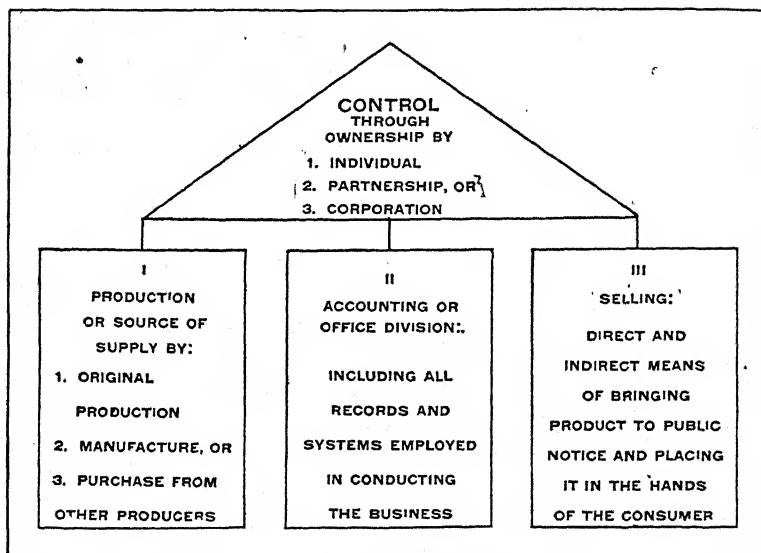 CONTROL
THROUGH
OWNERSHIP BY
1. INDIVIDUAL
2. PARTNERSHIP, OR
3. CORPORATION
I
PRODUCTION
OR SOURCE OF
SUPPLY BY:
1. ORIGINAL
PRODUCTION
2. MANUFACTURE, OR
3. PURCHASE FROM
OTHER PRODUCERS
II
ACCOUNTING OR
OFFICE DIVISION:
INCLUDING ALL
RECORDS AND
SYSTEMS EMPLOYED
IN CONDUCTING
THE BUSINESS
III
SELLING:
DIRECT AND
INDIRECT MEANS
OF BRINGING
PRODUCT TO PUBLIC
NOTICE AND PLACING
IT IN THE HANDS
OF THE CONSUMER